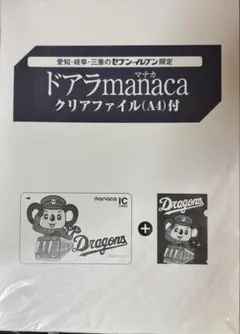 愛知・岐阜・三重のセブン-イレブン限定
マナカ
ドアラmanaca
クリアファイル(A4)付
manaca IC
Dragons
+
Dragons